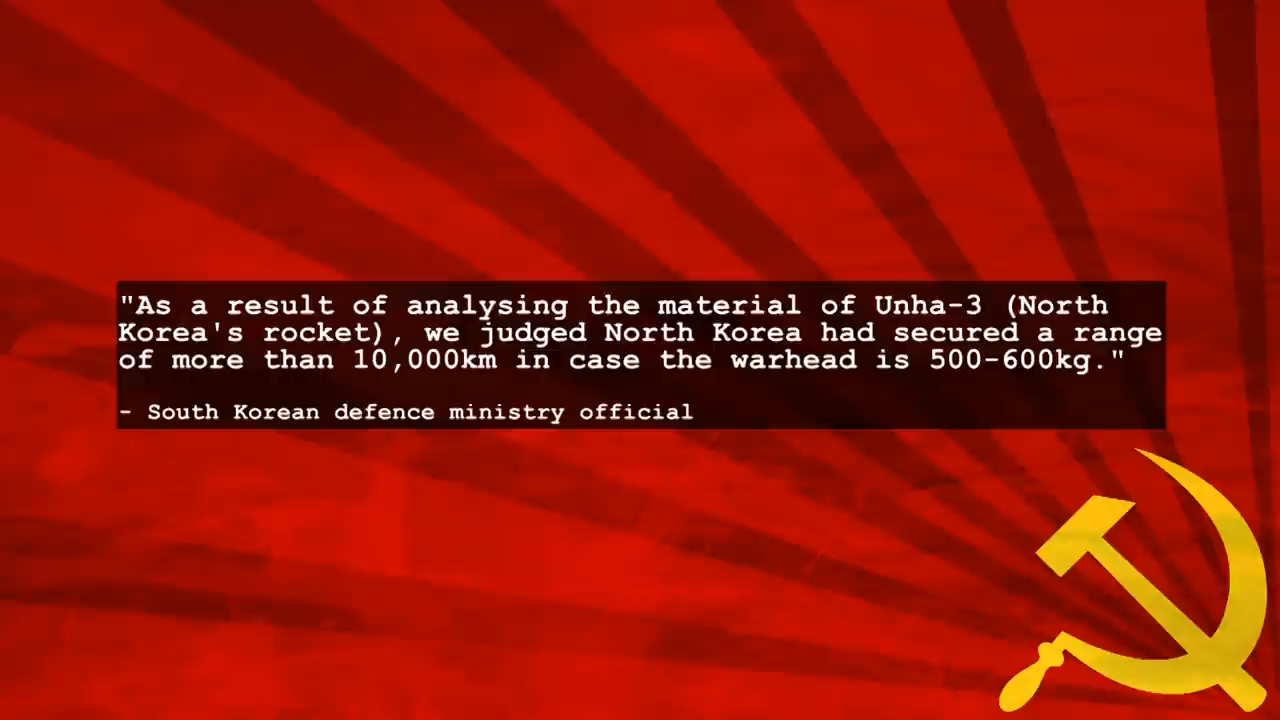 "As a result of analysing the material of Unha-3 (North
Korea's rocket), we judged North Korea had secured a range
of more than 10,000km in case the warhead is 500-600kg."
- South Korean defence ministry official